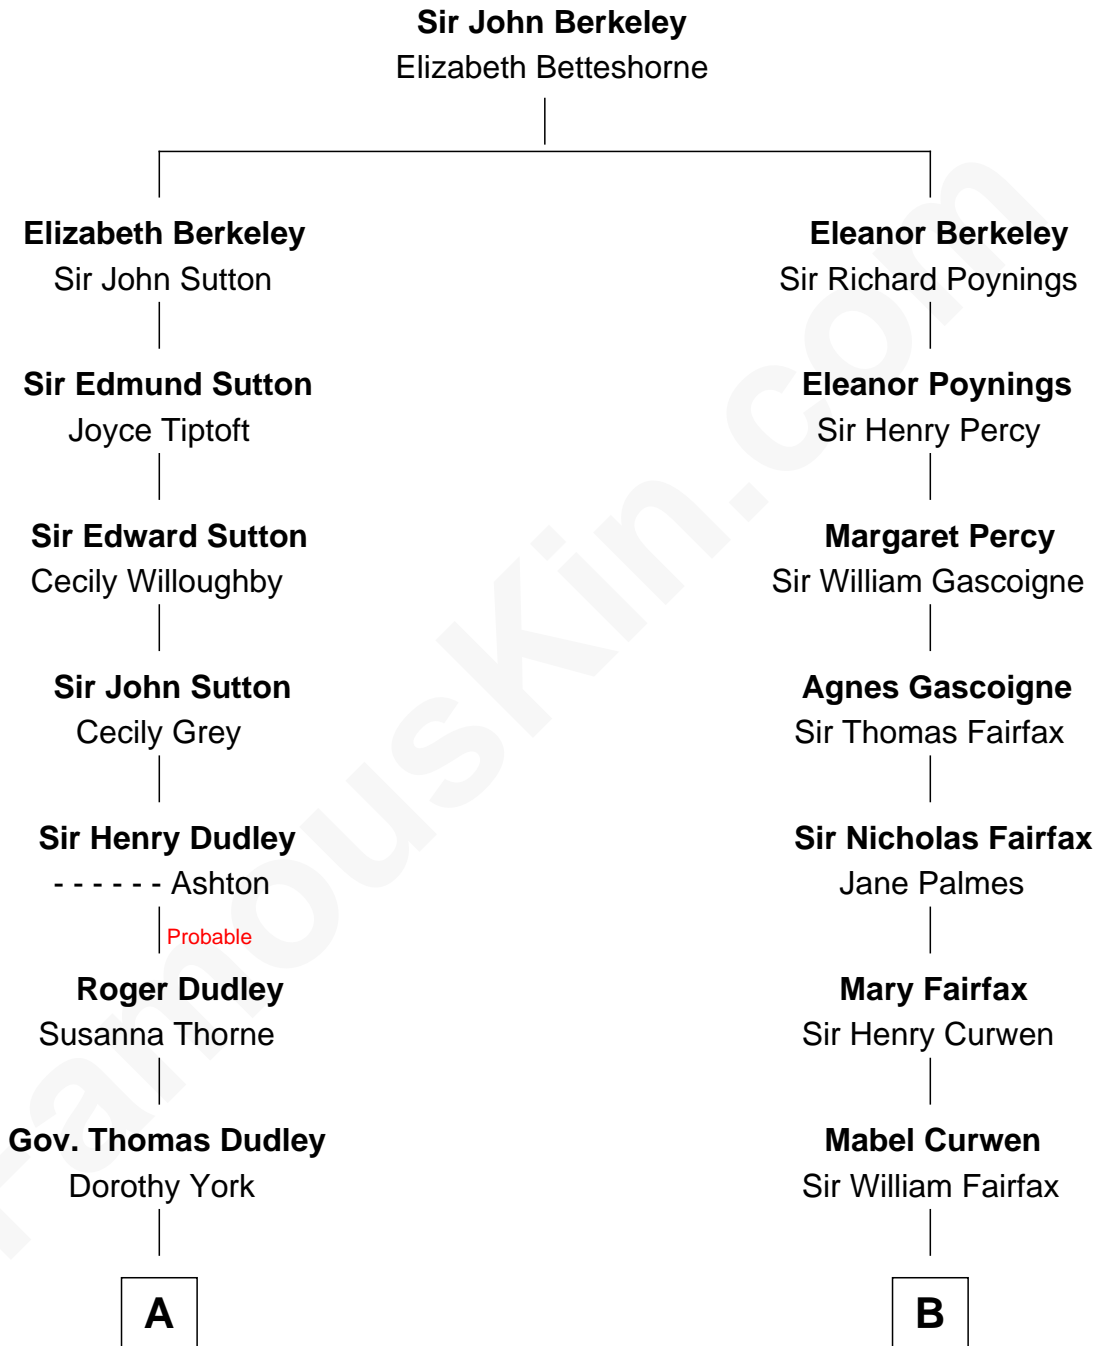 Sir John Berkeley
Elizabeth Betteshorne
Elizabeth Berkeley
Sir John Sutton
Sir Edmund Sutton
Joyce Tiptoft
Sir Edward Sutton
Cecily Willoughby
Sir John Sutton
Cecily Grey
Sir Henry Dudley
- - - - - - Ashton
Probable
Roger Dudley
Susanna Thorne
Gov. Thomas Dudley
Dorothy York
A
Eleanor Berkeley
Sir Richard Poynings
Eleanor Poynings
Sir Henry Percy
Margaret Percy
Sir William Gascoigne
Agnes Gascoigne
Sir Thomas Fairfax
Sir Nicholas Fairfax
Jane Palmes
Mary Fairfax
Sir Henry Curwen
Mabel Curwen
Sir William Fairfax
B
FamousKin.com